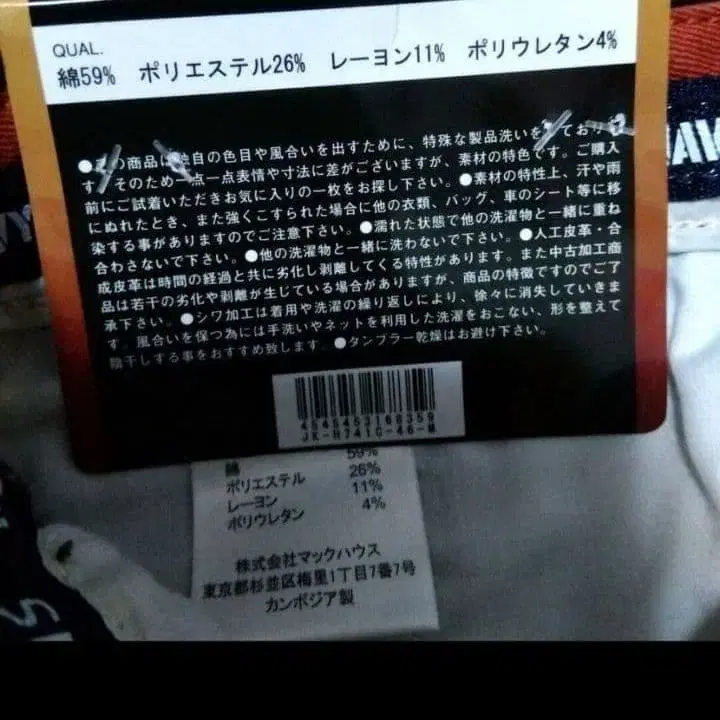 QUAL.
綿59% ポリエステル26% レーヨン11% ポリウレタン4%
の商品は独自の色目や風合いを出すために、特殊な製品洗いを ており
す そのため一点一点表情や寸法に差がございますが、素材の特色です。ご購入
前にご試着いただきお気に入りの一枚をお探し下さい。●素材の特性上、汗や雨
にぬれたとき、また強くこすられた場合に他の衣類、バッグ、車のシート等に移
染する事がありますのでご注意下さい。●濡れた状態で他の洗濯物と一緒に重ね
合わさないで下さい。●他の洗濯物と一緒に洗わないで下さい。●人工皮革・合
成皮革は時間の経過と共に劣化し剥離してくる特性があります。また中古加工商
品は若干の劣化や剥離が生じている場合がありますが、商品の特徴ですのでご了
承下さい。●シワ加工は着用や洗濯の繰り返しにより、徐々に消失していきま
す。風合いを保つ為には手洗いやネットを利用した洗濯をおこない、形を整えて
陰干しする事をおすすめ致します。●タンブラー乾燥はお避け下さい。
4545453168359
JK-H741C-46-M
59%
綿 26%
ポリエステル 11%
レーヨン 4%
ポリウレタン
株式会社マックハウス
東京都杉並区梅里1丁目7番7号
カンボジア製